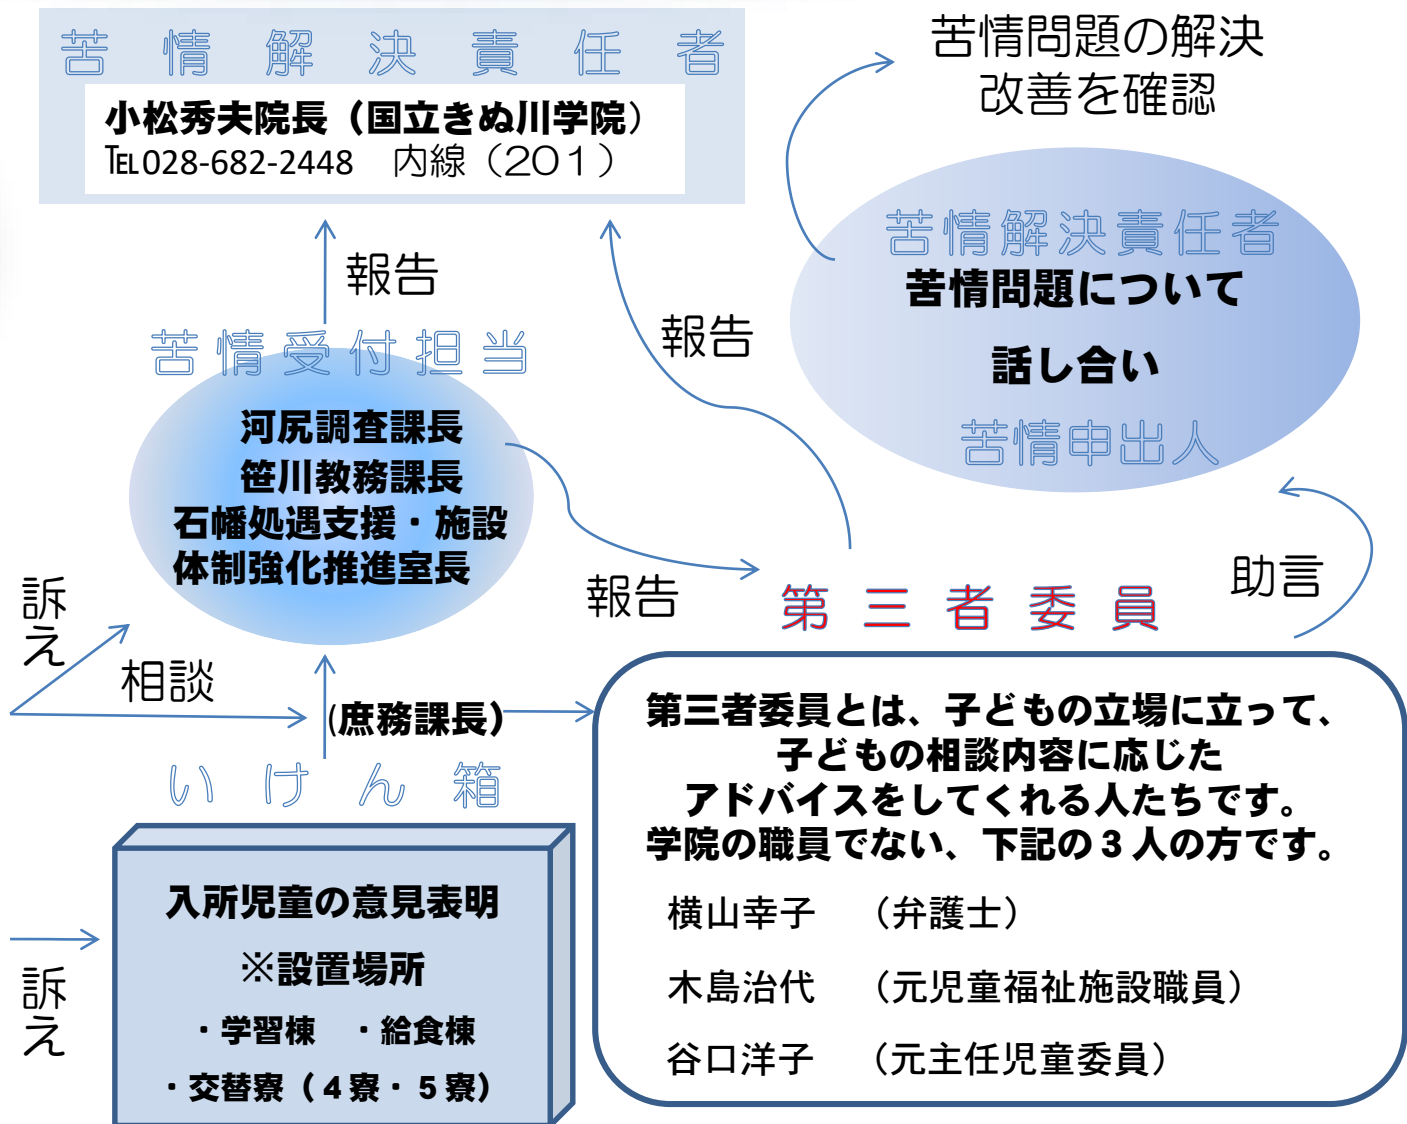 苦情解決責任者
小松秀夫院長（国立きぬ川学院）
℡028-682-2448　内線（２０１）
苦情問題の解決
改善を確認
苦情解決責任者
苦情問題について
話し合い
苦情申出人
報告
報告
苦情受付担当
河尻調査課長
笹川教務課長
石幡処遇支援・施設
体制強化推進室長
訴え
相談
報告
助言
第三者委員
(庶務課長）
第三者委員とは、子どもの立場に立って、
子どもの相談内容に応じた
アドバイスをしてくれる人たちです。
学院の職員でない、下記の３人の方です。
横山幸子　（弁護士）
木島治代　（元児童福祉施設職員）
谷口洋子　（元主任児童委員）
いけん箱
入所児童の意見表明
※設置場所
・学習棟　・給食棟
・交替寮（４寮・５寮）
訴え